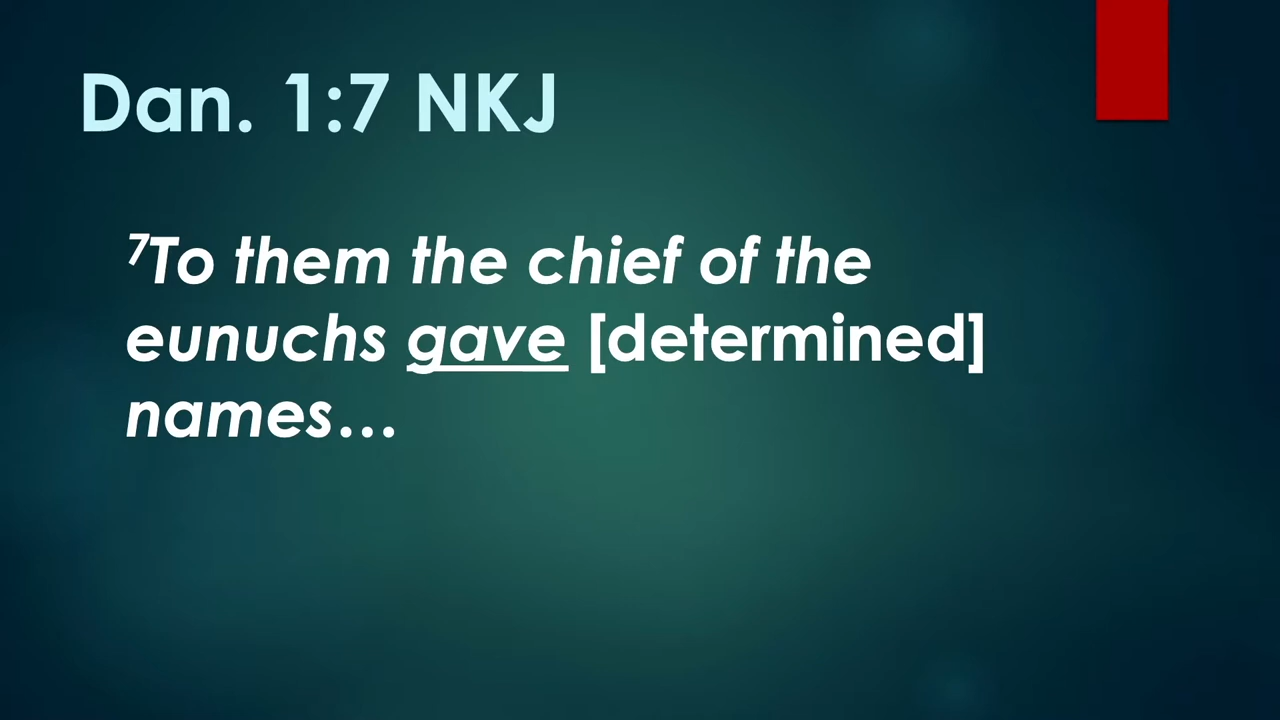 Dan. 1:7 NKJ
⁷To them the chief of the
eunuchs gave [determined]
names…